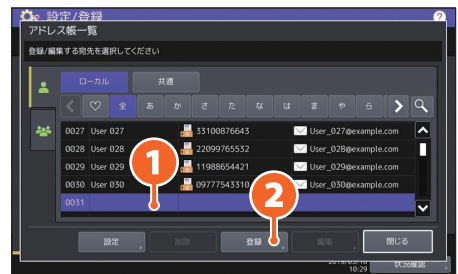 設定/登録
アドレス帳一覧
登録/編集する宛先を選択してください
ローカル 共通
全 あ か さ た な は ま や ら
0027 User 027 33100876643 User_027@example.com
0028 User 028 22099765532 User_028@example.com
0029 User 029 11988654421 User_029@example.com
0030 User 030 09777543310 User_030@example.com
0031
1
2
設定 削除 登録 編集 閉じる
10:29 状況確認